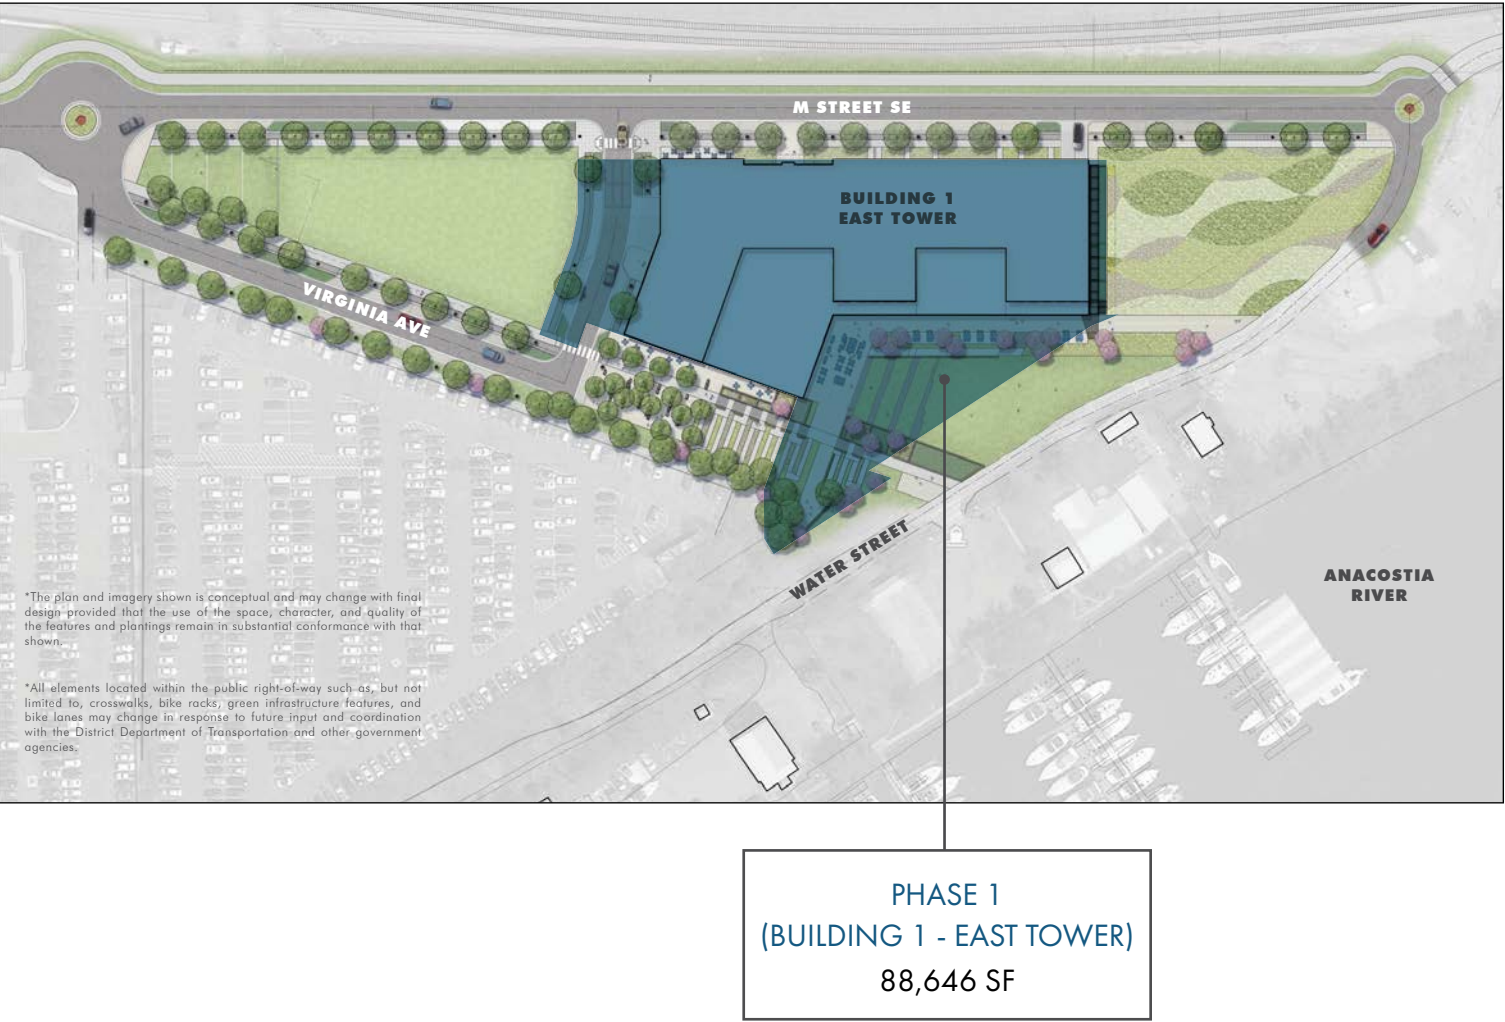 M STREET SE
BUILDING 1
EAST TOWER
VIRGINIA AVE
WATER STREET
ANACOSTIA
RIVER
*The plan and imagery shown is conceptual and may change with final
design provided that the use of the space, character, and quality of
the features and plantings remain in substantial conformance with that
shown.
*All elements located within the public right-of-way such as, but not
limited to, crosswalks, bike racks, green infrastructure features, and
bike lanes may change in response to future input and coordination
with the District Department of Transportation and other government
agencies.
PHASE 1
(BUILDING 1 - EAST TOWER)
88,646 SF